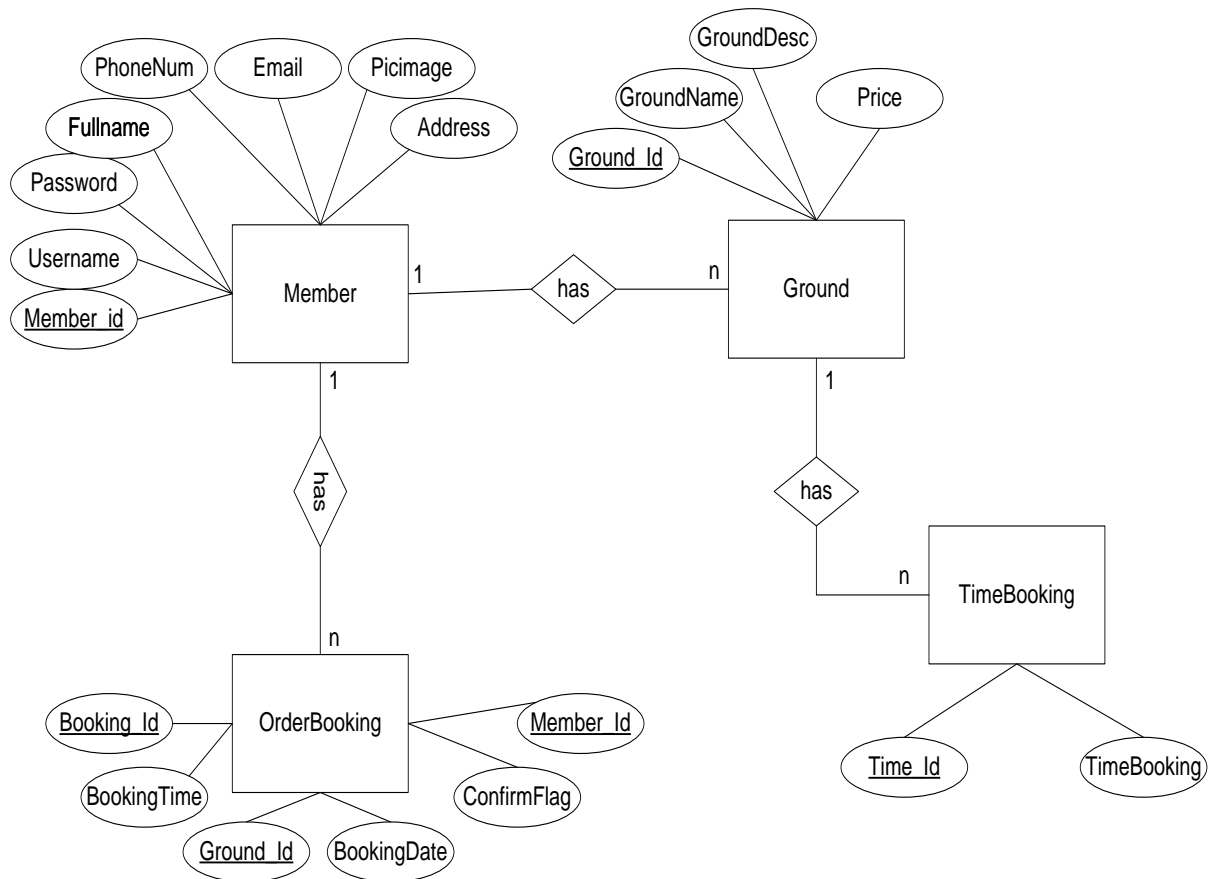 GroundDesc
PhoneNum
Email
Picimage
GroundName
Price
Fullname
Address
Ground_Id
Password
Username
Member_id
Member
1
has
n
Ground
1
1
has
has
n
TimeBooking
n
Booking_Id
OrderBooking
Member_Id
BookingTime
ConfirmFlag
Time_Id
TimeBooking
Ground_Id
BookingDate